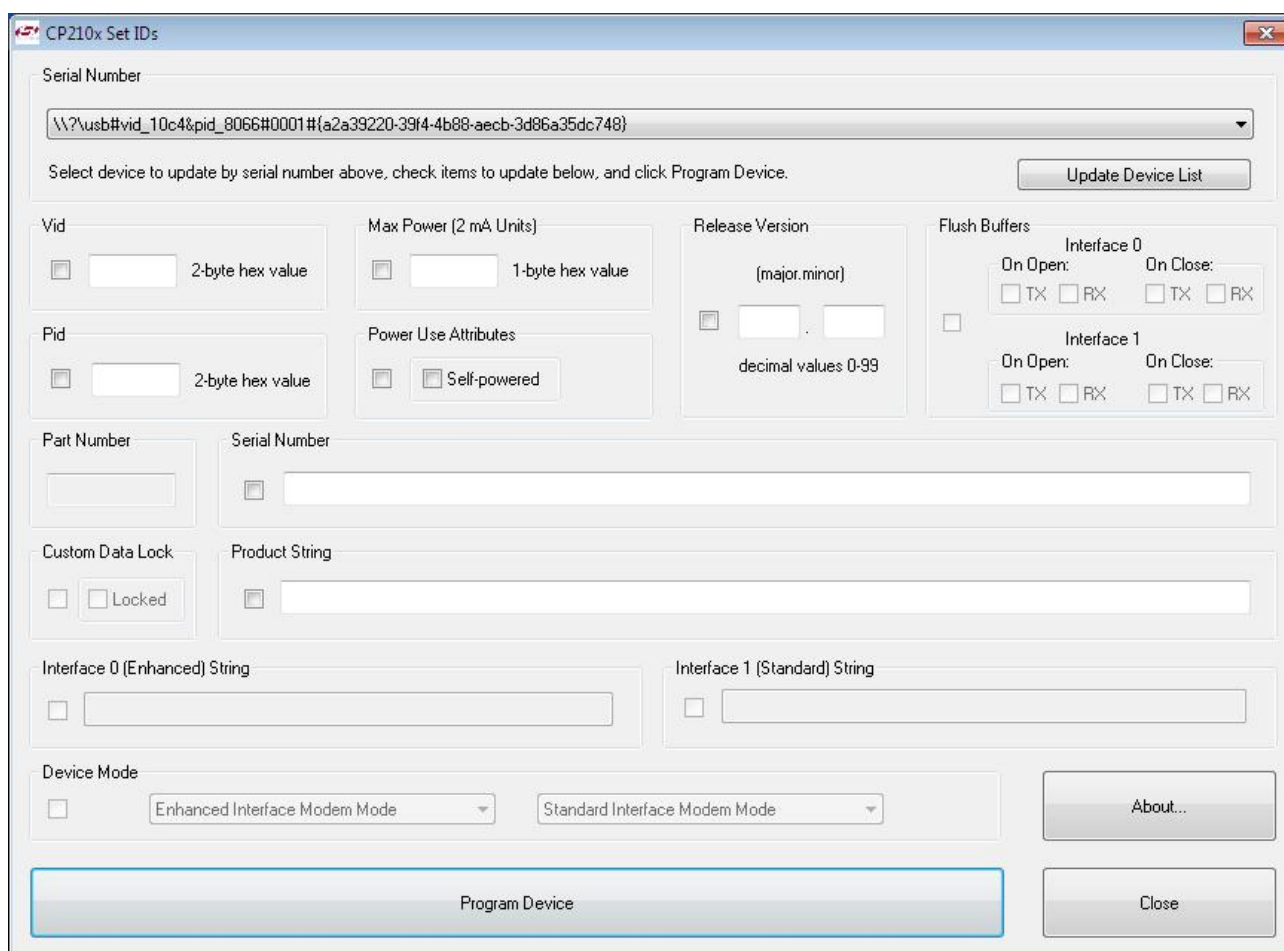 CP210x Set IDs
Serial Number
\\?\usb#vid_10c4&pid_8066#0001#{a2a39220-39f4-4b88-aecb-3d86a35dc748}
Select device to update by serial number above, check items to update below, and click Program Device.
Update Device List
Vid
2-byte hex value
Max Power (2 mA Units)
1-byte hex value
Release Version
(major.minor)
.
decimal values 0-99
Flush Buffers
Interface 0
On Open: On Close:
TX RX TX RX
Interface 1
On Open: On Close:
TX RX TX RX
Pid
2-byte hex value
Power Use Attributes
Self-powered
Part Number
Serial Number
Custom Data Lock
Locked
Product String
Interface 0 (Enhanced) String
Interface 1 (Standard) String
Device Mode
Enhanced Interface Modem Mode
Standard Interface Modem Mode
About...
Program Device
Close